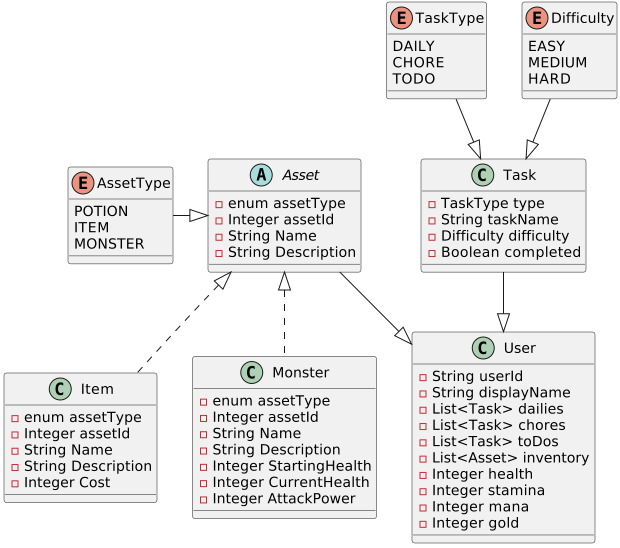 E TaskType
DAILY
CHORE
TODO
E Difficulty
EASY
MEDIUM
HARD
E AssetType
POTION
ITEM
MONSTER
A Asset
enum assetType
Integer assetId
String Name
String Description
C Task
TaskType type
String taskName
Difficulty difficulty
Boolean completed
C Item
enum assetType
Integer assetId
String Name
String Description
Integer Cost
C Monster
enum assetType
Integer assetId
String Name
String Description
Integer StartingHealth
Integer CurrentHealth
Integer AttackPower
C User
String userId
String displayName
List<Task> dailies
List<Task> chores
List<Task> toDos
List<Asset> inventory
Integer health
Integer stamina
Integer mana
Integer gold